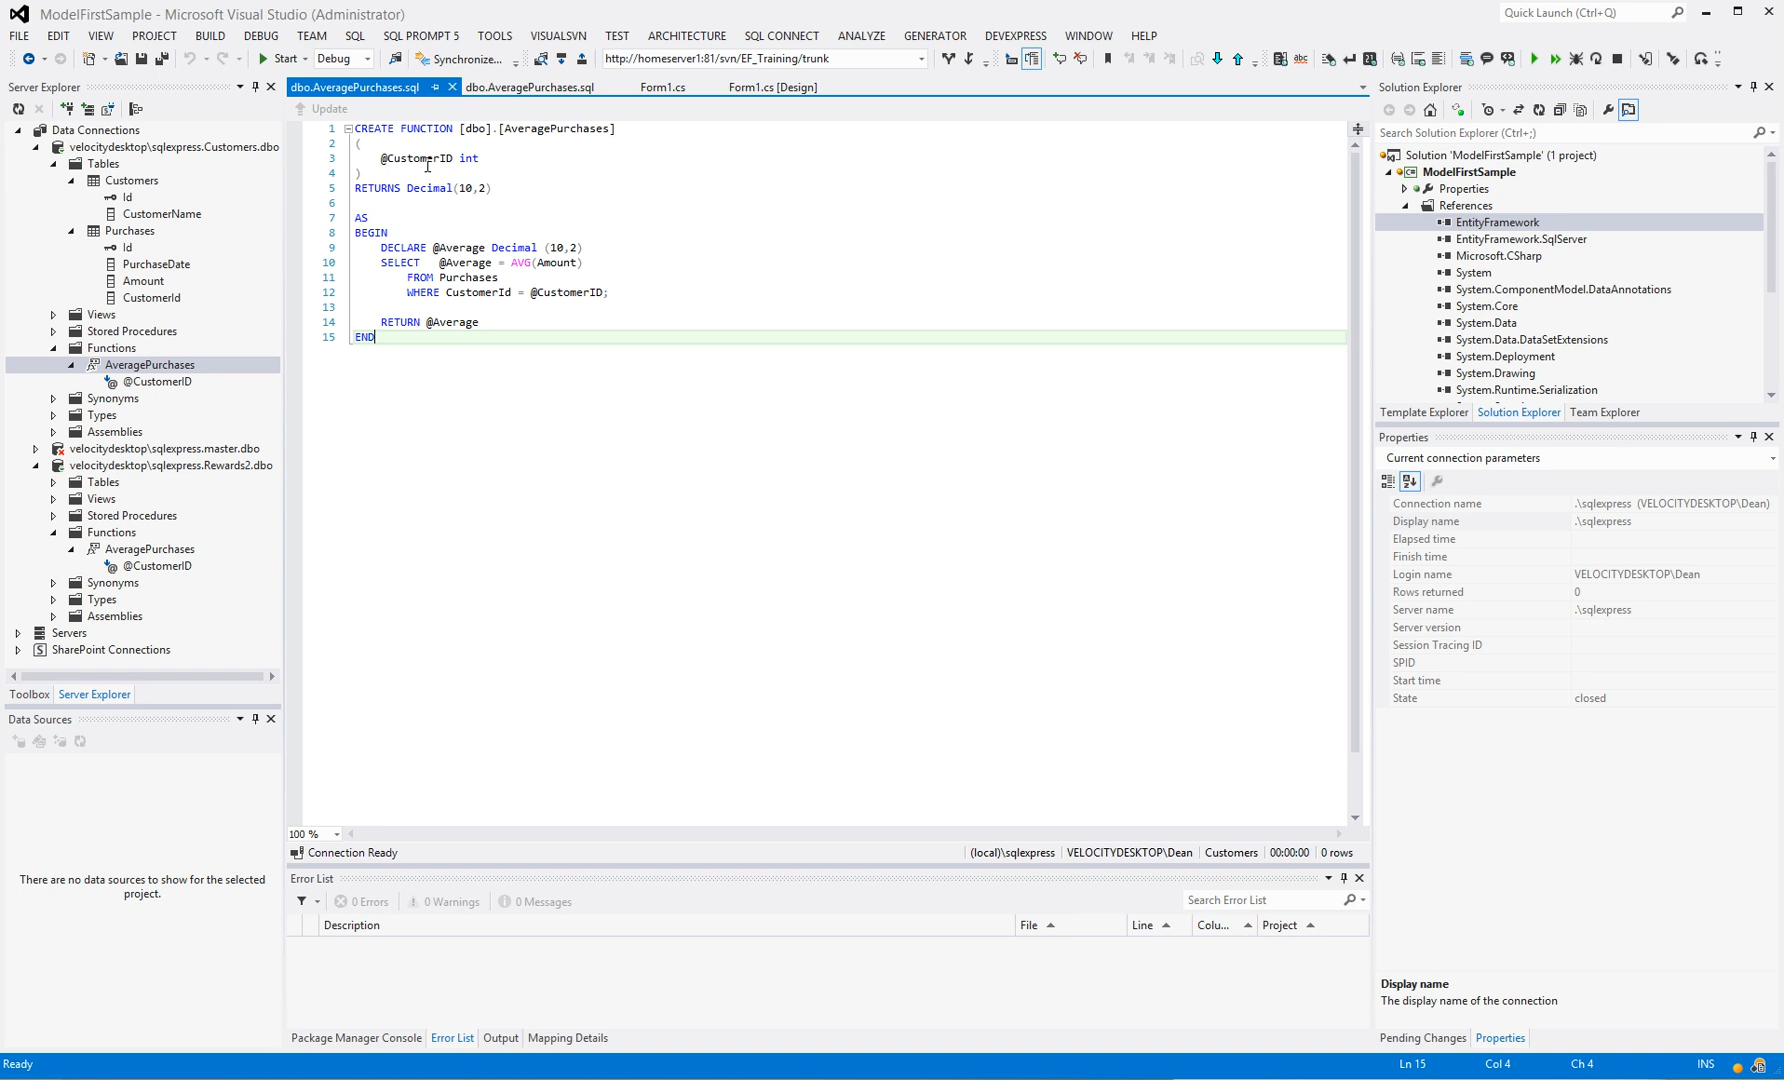 ModelFirstSample - Microsoft Visual Studio (Administrator)
Quick Launch (Ctrl+Q)
FILE EDIT VIEW PROJECT BUILD DEBUG TEAM SQL SQL PROMPT 5 TOOLS VISUALSVN TEST ARCHITECTURE SQL CONNECT ANALYZE GENERATOR DEVEXPRESS WINDOW HELP
Start Debug Synchronize... http://homeserver1:81/svn/EF_Training/trunk
Server Explorer
Data Connections
velocitydesktop\sqlexpress.Customers.dbo
Tables
Customers
Id
CustomerName
Purchases
Id
PurchaseDate
Amount
CustomerId
Views
Stored Procedures
Functions
AveragePurchases
@CustomerID
Synonyms
Types
Assemblies
velocitydesktop\sqlexpress.master.dbo
velocitydesktop\sqlexpress.Rewards2.dbo
Tables
Views
Stored Procedures
Functions
AveragePurchases
@CustomerID
Synonyms
Types
Assemblies
Servers
SharePoint Connections
Toolbox Server Explorer
Data Sources
There are no data sources to show for the selected
project.
dbo.AveragePurchases.sql dbo.AveragePurchases.sql Form1.cs Form1.cs [Design]
Update
1 CREATE FUNCTION [dbo].[AveragePurchases]
2 (
3 @CustomerID int
4 )
5 RETURNS Decimal(10,2)
6
7 AS
8 BEGIN
9 DECLARE @Average Decimal (10,2)
10 SELECT @Average = AVG(Amount)
11 FROM Purchases
12 WHERE CustomerId = @CustomerID;
13
14 RETURN @Average
15 END
100 %
Connection Ready (local)\sqlexpress VELOCITYDESKTOP\Dean Customers 00:00:00 0 rows
Error List
0 Errors 0 Warnings 0 Messages Search Error List
Description File Line Colu... Project
Package Manager Console Error List Output Mapping Details
Solution Explorer
Search Solution Explorer (Ctrl+;)
Solution 'ModelFirstSample' (1 project)
ModelFirstSample
Properties
References
EntityFramework
EntityFramework.SqlServer
Microsoft.CSharp
System
System.ComponentModel.DataAnnotations
System.Core
System.Data
System.Data.DataSetExtensions
System.Deployment
System.Drawing
System.Runtime.Serialization
Template Explorer Solution Explorer Team Explorer
Properties
Current connection parameters
Connection name .\sqlexpress (VELOCITYDESKTOP\Dean)
Display name .\sqlexpress
Elapsed time
Finish time
Login name VELOCITYDESKTOP\Dean
Rows returned 0
Server name .\sqlexpress
Server version
Session Tracing ID
SPID
Start time
State closed
Display name
The display name of the connection
Pending Changes Properties
Ready Ln 15 Col 4 Ch 4 INS